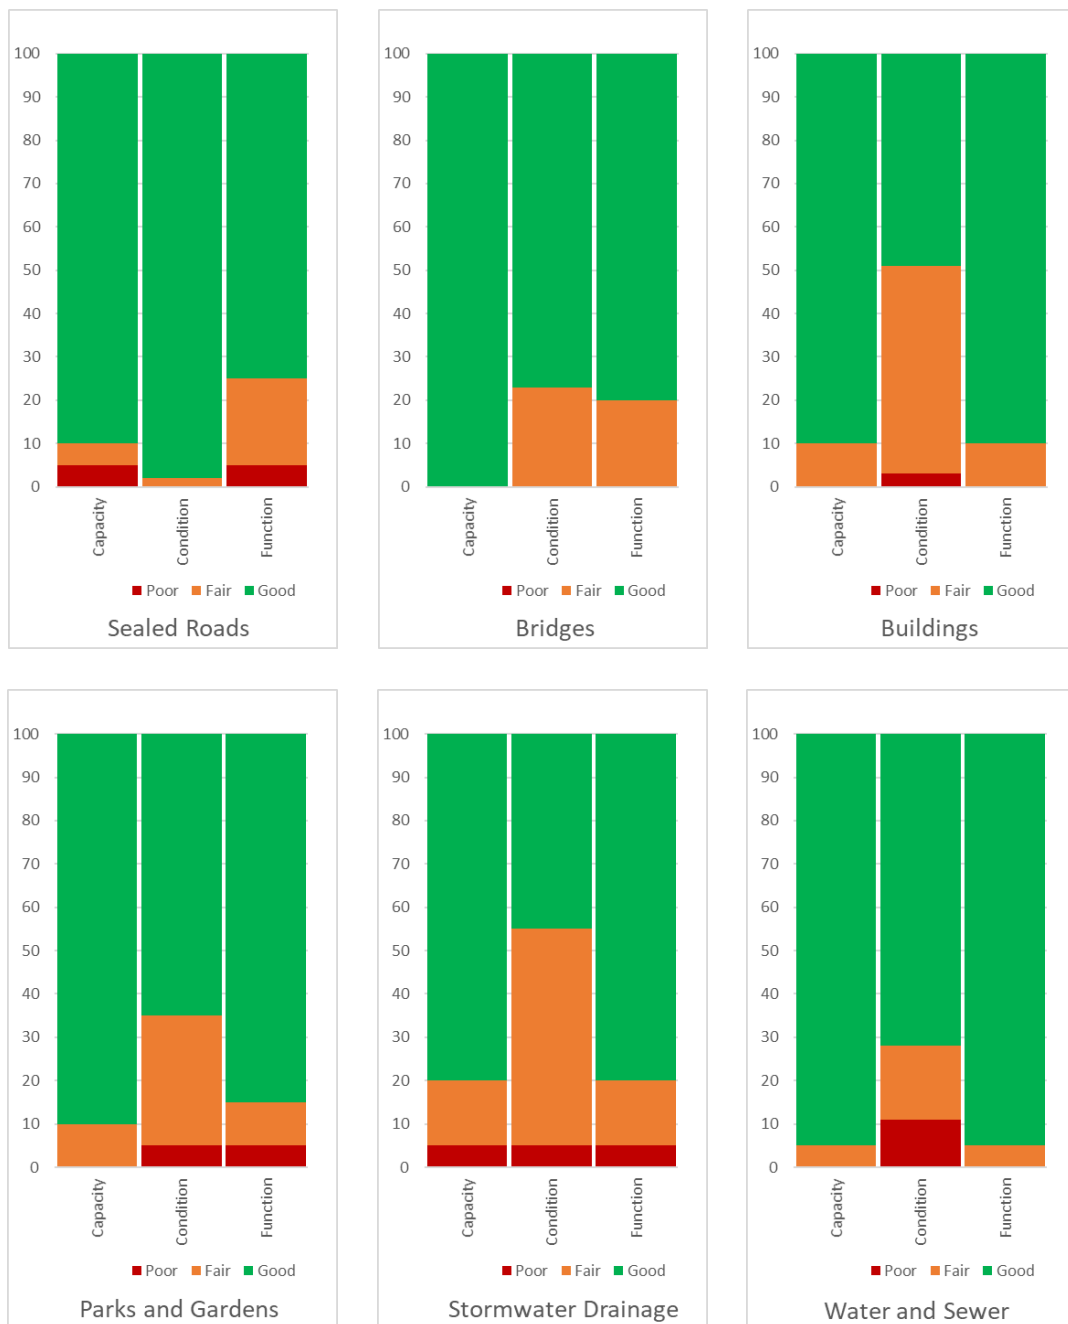 100
90
80
70
60
50
40
30
20
10
0
Capacity
Condition
Function
Poor Fair Good
Sealed Roads
100
90
80
70
60
50
40
30
20
10
0
Capacity
Condition
Function
Poor Fair Good
Bridges
100
90
80
70
60
50
40
30
20
10
0
Capacity
Condition
Function
Poor Fair Good
Buildings
100
90
80
70
60
50
40
30
20
10
0
Capacity
Condition
Function
Poor Fair Good
Parks and Gardens
100
90
80
70
60
50
40
30
20
10
0
Capacity
Condition
Function
Poor Fair Good
Stormwater Drainage
100
90
80
70
60
50
40
30
20
10
0
Capacity
Condition
Function
Poor Fair Good
Water and Sewer